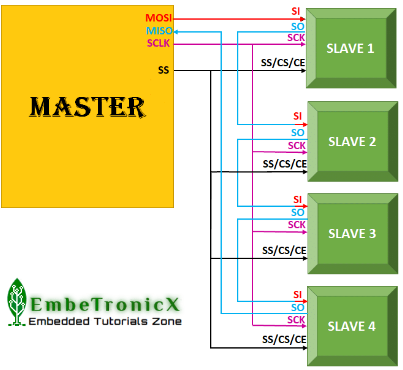 MOSI
MISO
SCLK
SS
MASTER
SI
SO
SCK
SS/CS/CE
SLAVE 1
SI
SO
SCK
SS/CS/CE
SLAVE 2
SI
SO
SCK
SS/CS/CE
SLAVE 3
SI
SO
SCK
SS/CS/CE
SLAVE 4
EmbeTronicX
Embedded Tutorials Zone